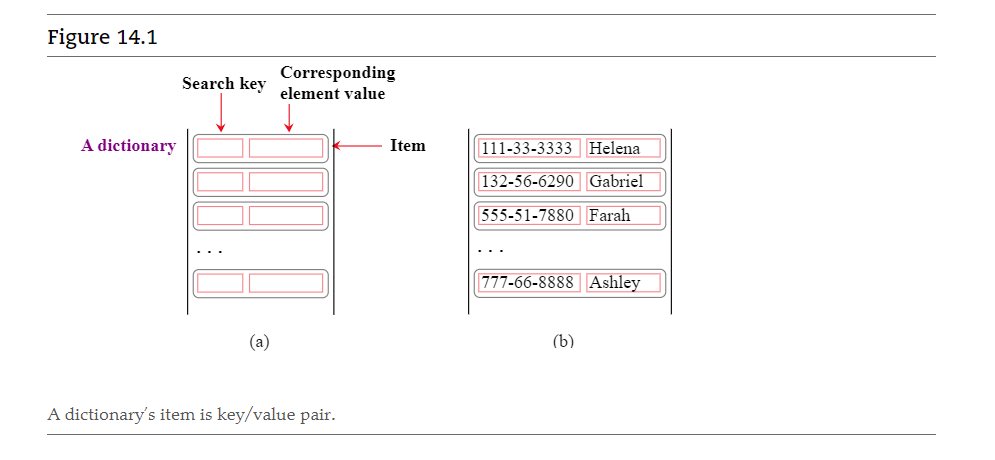 Figure 14.1
Search key
Corresponding
element value
A dictionary
Item
111-33-3333 Helena
132-56-6290 Gabriel
555-51-7880 Farah
. . .
. . .
777-66-8888 Ashley
(a)
(b)
A dictionary's item is key/value pair.